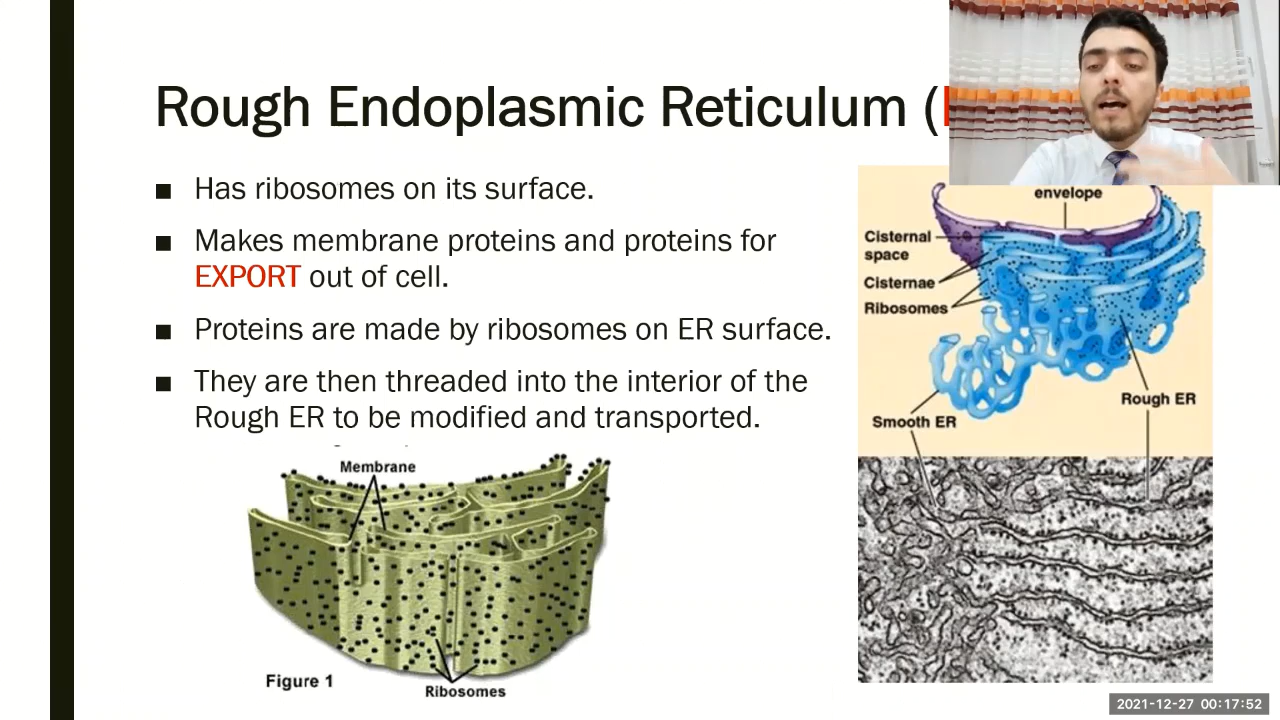 Rough Endoplasmic Reticulum (
■ Has ribosomes on its surface.
■ Makes membrane proteins and proteins for
EXPORT out of cell.
■ Proteins are made by ribosomes on ER surface.
■ They are then threaded into the interior of the
Rough ER to be modified and transported.
envelope
Cisternal
space
Cisternae
Ribosomes
Rough ER
Smooth ER
Membrane
Figure 1
Ribosomes
2021-12-27 00:17:52